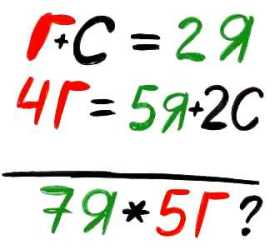 Г+С = 2Я
4Г = 5Я+2С
7Я * 5Г ?